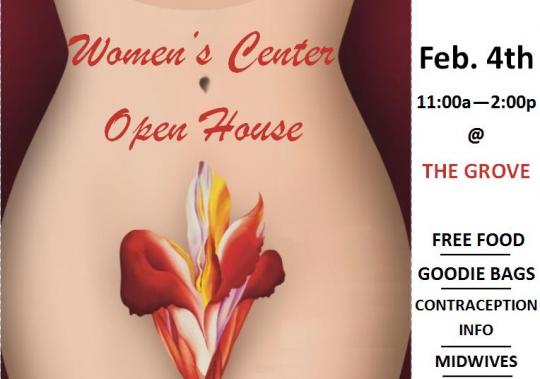 Women's Center
Open House
Feb. 4th
11:00a—2:00p
@
THE GROVE
FREE FOOD
GOODIE BAGS
CONTRACEPTION
INFO
MIDWIVES